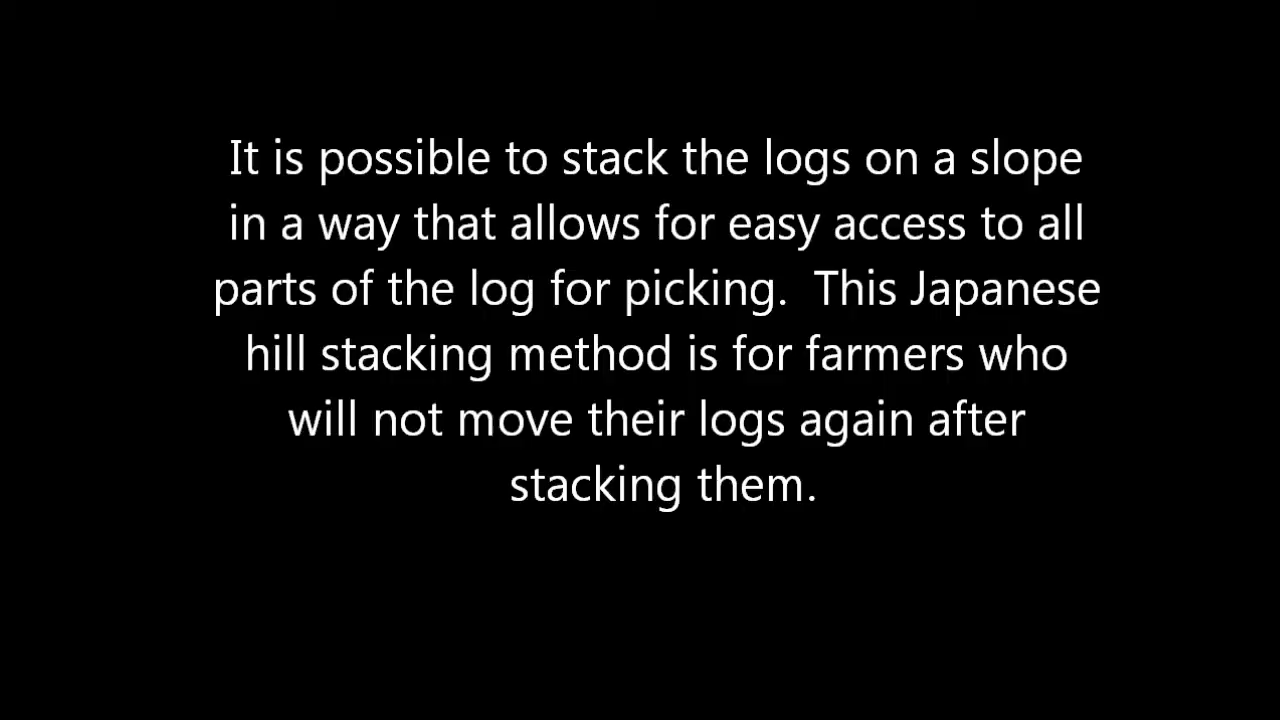 It is possible to stack the logs on a slope
in a way that allows for easy access to all
parts of the log for picking.  This Japanese
hill stacking method is for farmers who
will not move their logs again after
stacking them.